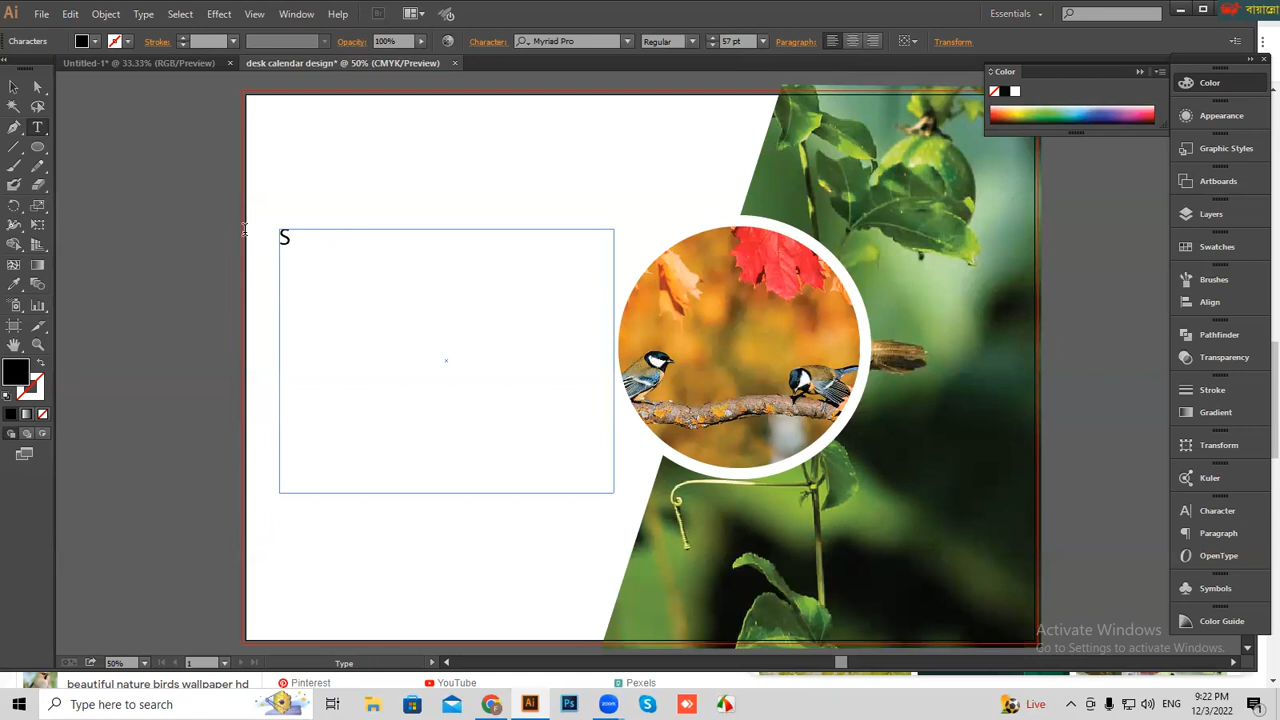 Ai File Edit Object Type Select Effect View Window Help Br Essentials বায়ান্নো
Characters Stroke: Opacity: 100% Character: Myriad Pro Regular 57 pt Paragraph: Transform
Untitled-1* @ 33.33% (RGB/Preview) × desk calendar design* @ 50% (CMYK/Preview) ×
Color
Color
Appearance
Graphic Styles
Artboards
Layers
Swatches
Brushes
Align
Pathfinder
Transparency
Stroke
Gradient
Transform
Kuler
Character
Paragraph
OpenType
Symbols
Color Guide
S
Activate Windows
Go to Settings to activate Windows.
50% 1 Type
beautiful nature birds wallpaper hd Pinterest YouTube Pexels
Type here to search Live ENG 9:22 PM
12/3/2022